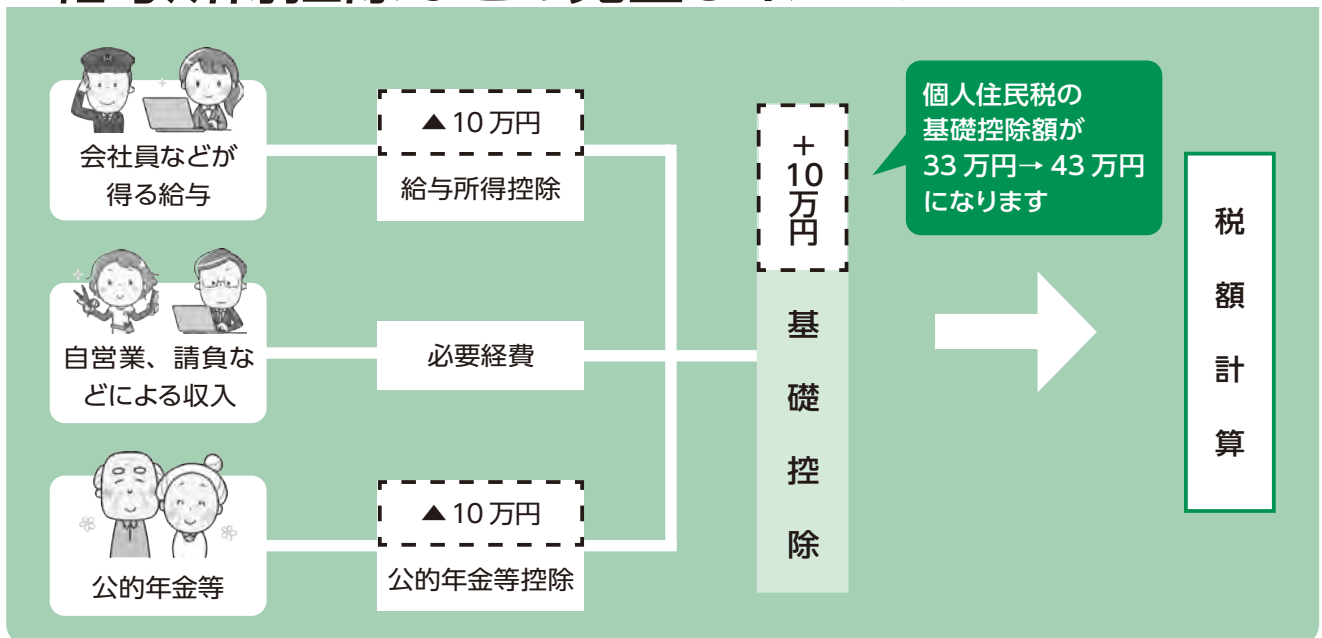 ▲10万円
会社員などが
得る給与
給与所得控除
自営業、請負な
どによる収入
必要経費
▲10万円
公的年金等
公的年金等控除
+10万円
基礎控除
個人住民税の
基礎控除額が
33万円→43万円
になります
税額計算